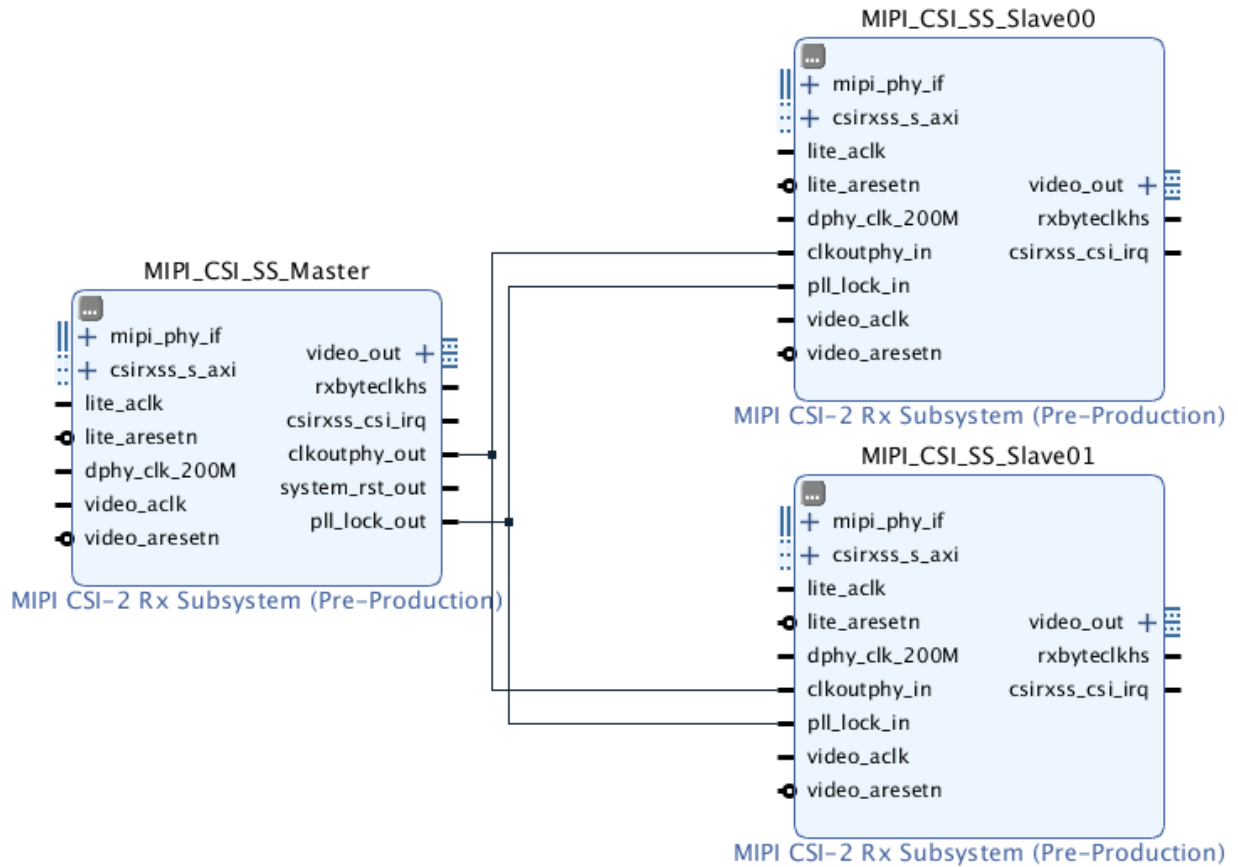 MIPI_CSI_SS_Slave00
...
mipi_phy_if
csirxss_s_axi
lite_aclk
lite_aresetn
video_out
dphy_clk_200M
rxbyteclkhs
clkoutphy_in
csirxss_csi_irq
pll_lock_in
video_aclk
video_aresetn
MIPI CSI-2 Rx Subsystem (Pre-Production)
MIPI_CSI_SS_Master
...
mipi_phy_if
video_out
csirxss_s_axi
rxbyteclkhs
lite_aclk
csirxss_csi_irq
lite_aresetn
clkoutphy_out
dphy_clk_200M
system_rst_out
video_aclk
pll_lock_out
video_aresetn
MIPI CSI-2 Rx Subsystem (Pre-Production)
MIPI_CSI_SS_Slave01
...
mipi_phy_if
csirxss_s_axi
lite_aclk
lite_aresetn
video_out
dphy_clk_200M
rxbyteclkhs
clkoutphy_in
csirxss_csi_irq
pll_lock_in
video_aclk
video_aresetn
MIPI CSI-2 Rx Subsystem (Pre-Production)